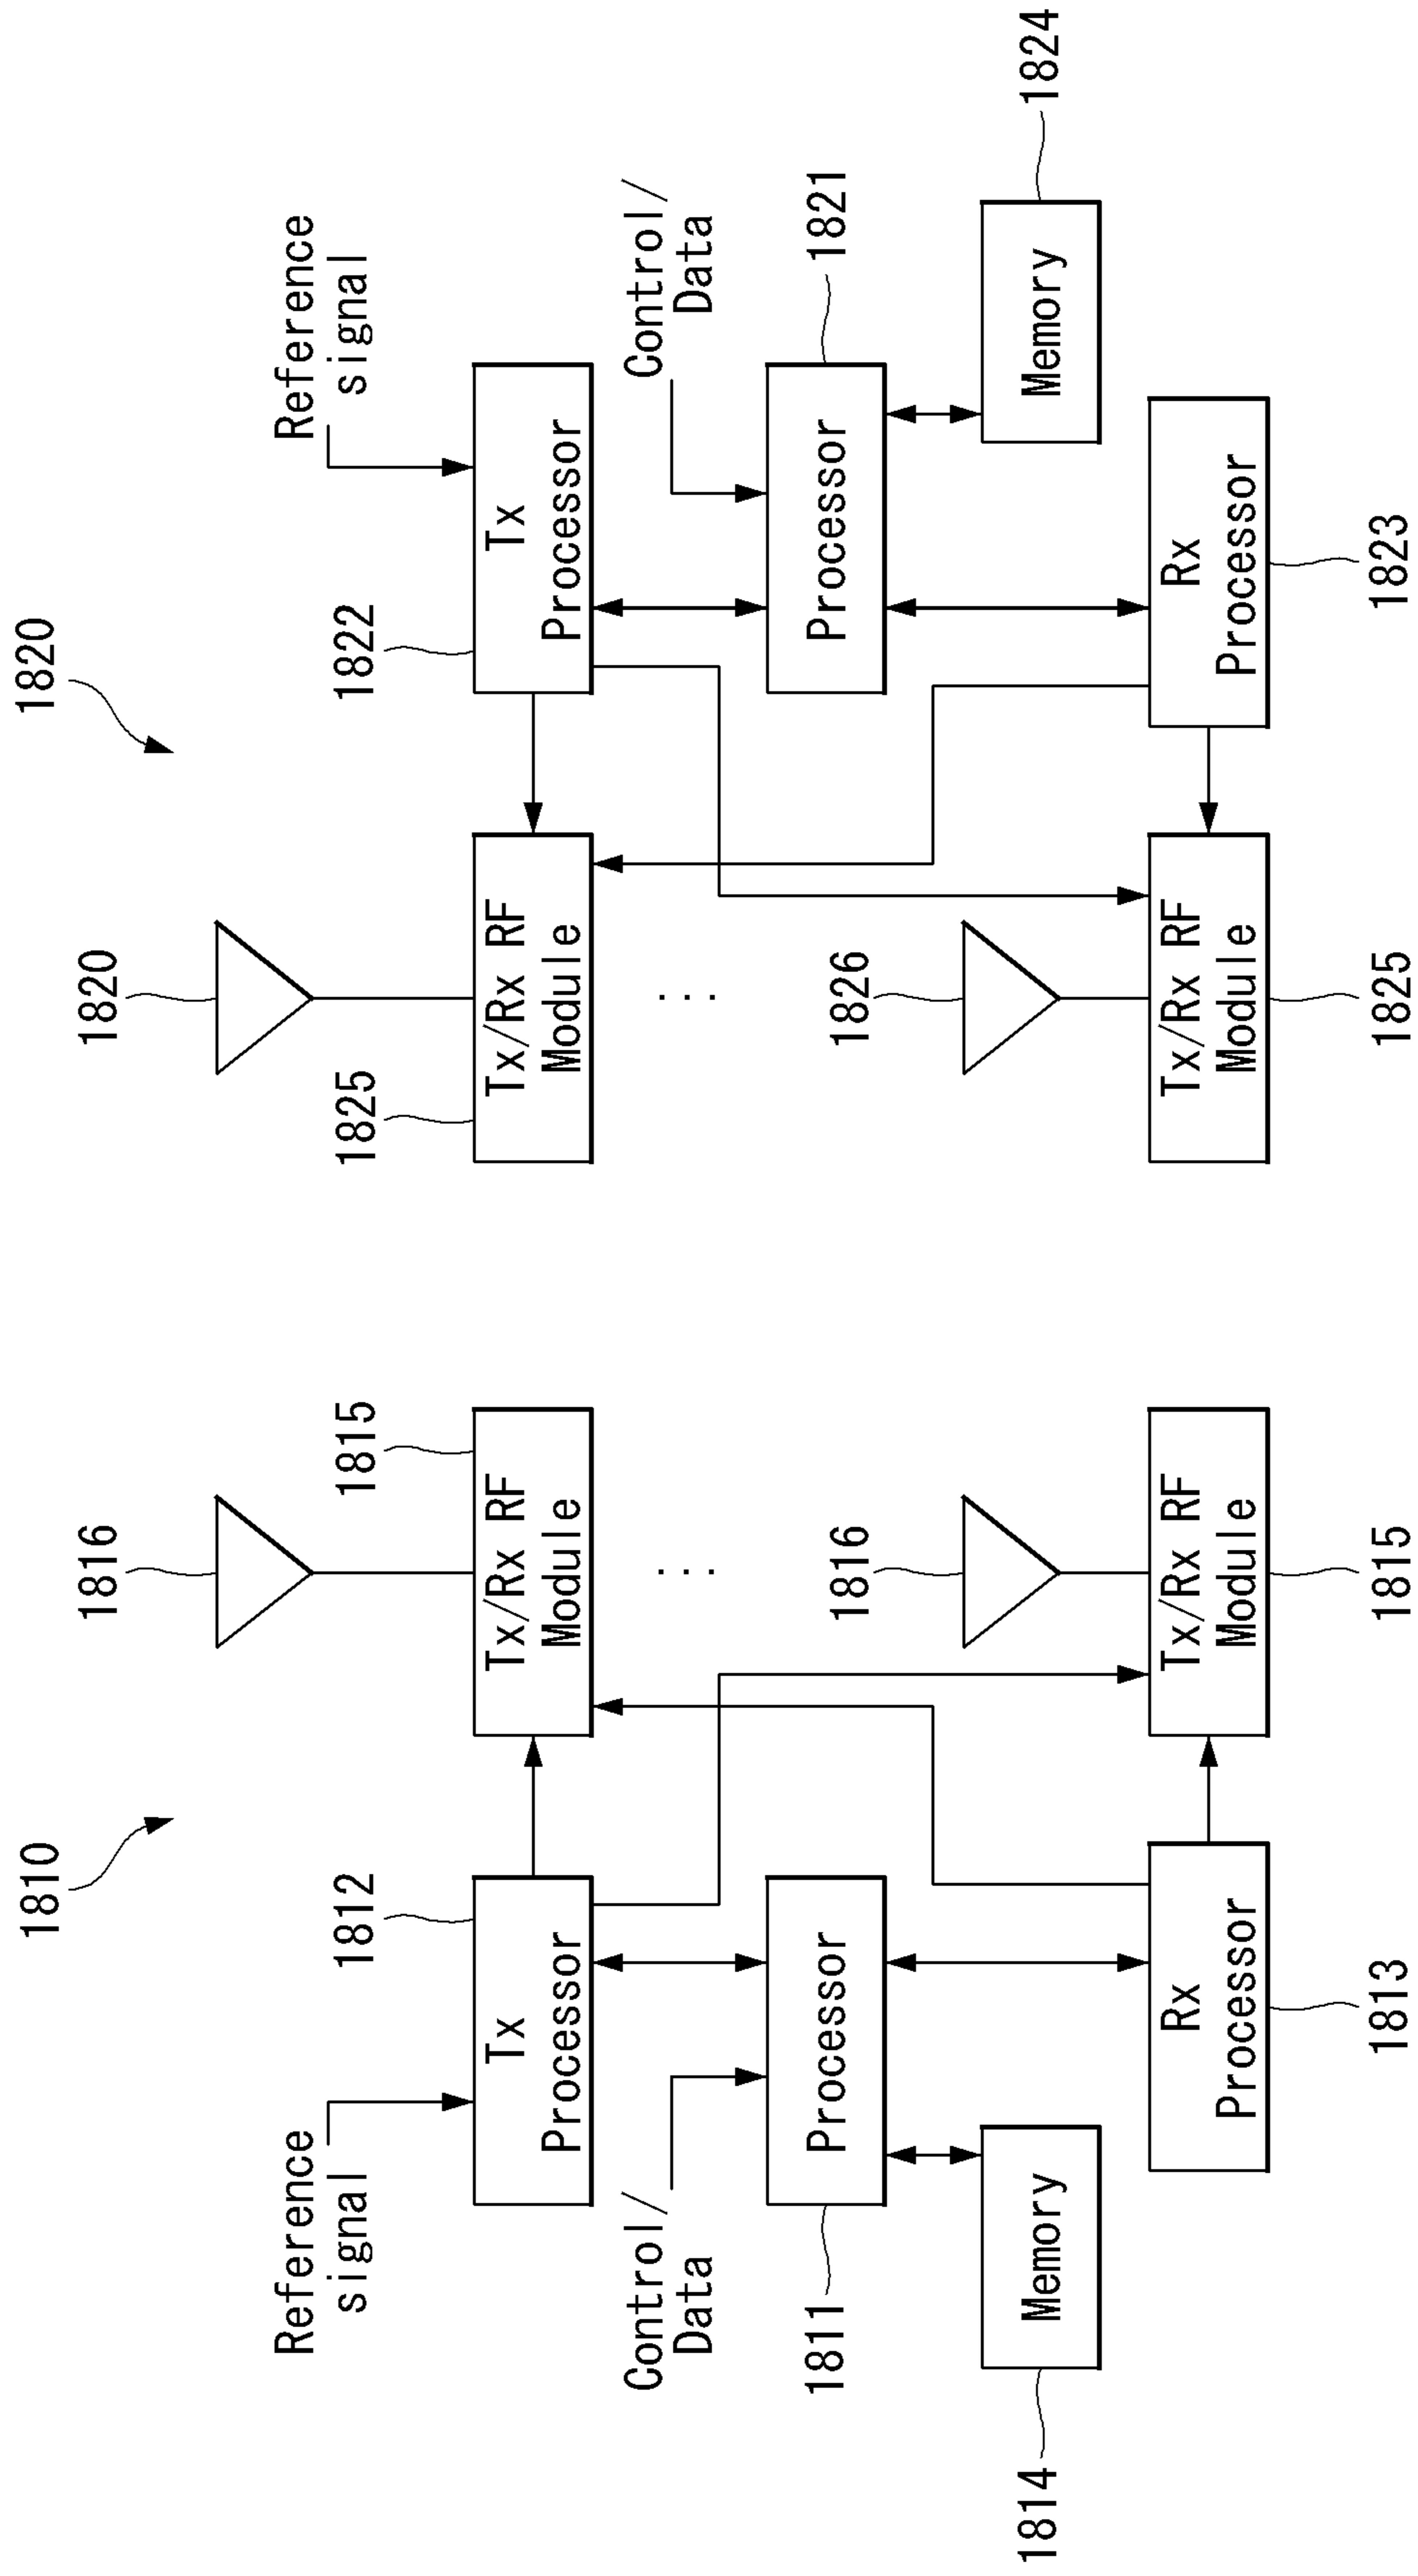 1810
1820
1816
1820
Reference
signal
1812
1815
1825
1822
Reference
signal
Tx
Processor
Tx/Rx RF
Module
Tx/Rx RF
Module
Tx
Processor
Control/
Data
...
...
Control/
Data
1811
Processor
1816
1826
Processor
1821
1814
Memory
Memory
1824
Rx
Processor
Tx/Rx RF
Module
Tx/Rx RF
Module
Rx
Processor
1813
1815
1825
1823